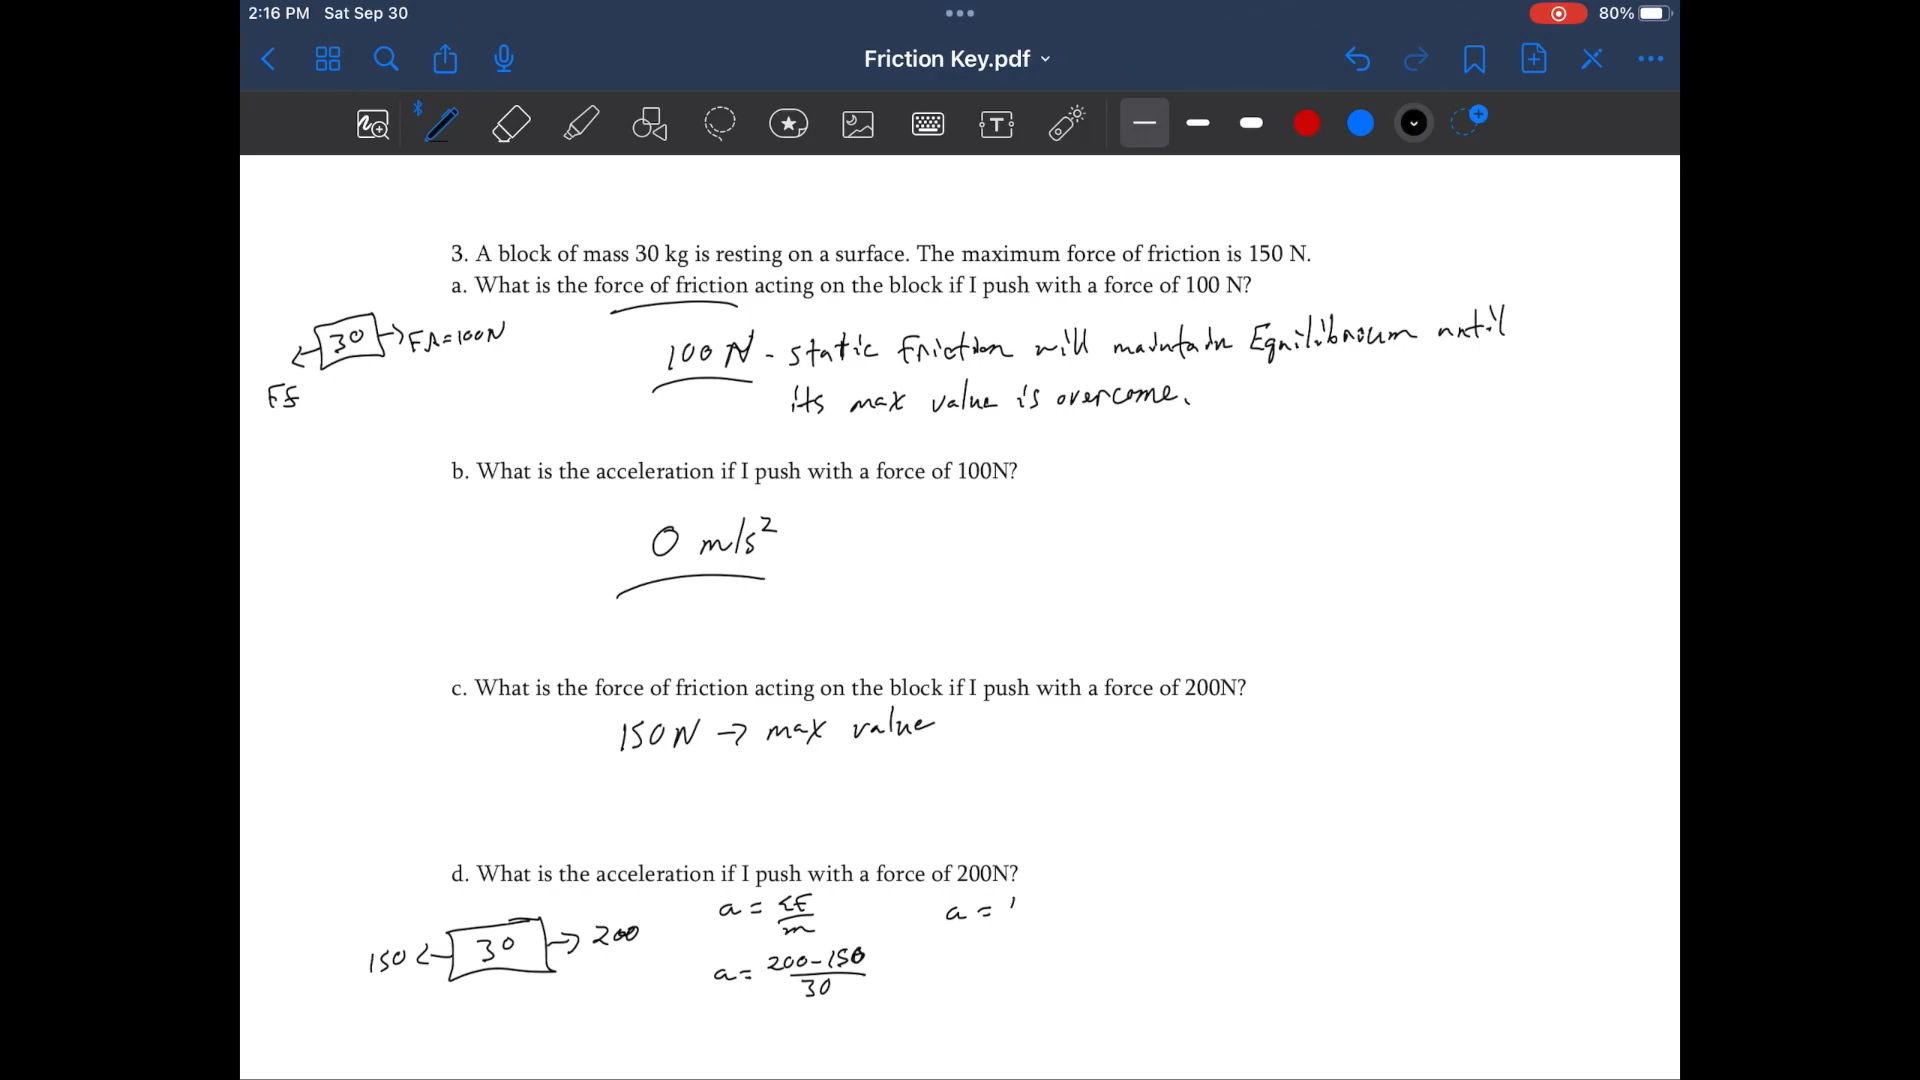 2:16 PM Sat Sep 30
80%
Friction Key.pdf
3. A block of mass 30 kg is resting on a surface. The maximum force of friction is 150 N.
a. What is the force of friction acting on the block if I push with a force of 100 N?
30 FA=100N
Ff
100 N - static friction will maintain Equilibrium until
its max value is overcome.
b. What is the acceleration if I push with a force of 100N?
0 m/s²
c. What is the force of friction acting on the block if I push with a force of 200N?
150N → max value
d. What is the acceleration if I push with a force of 200N?
150 ← 30 → 200
a = ΣF/m
a = 200-150/30
a = 1